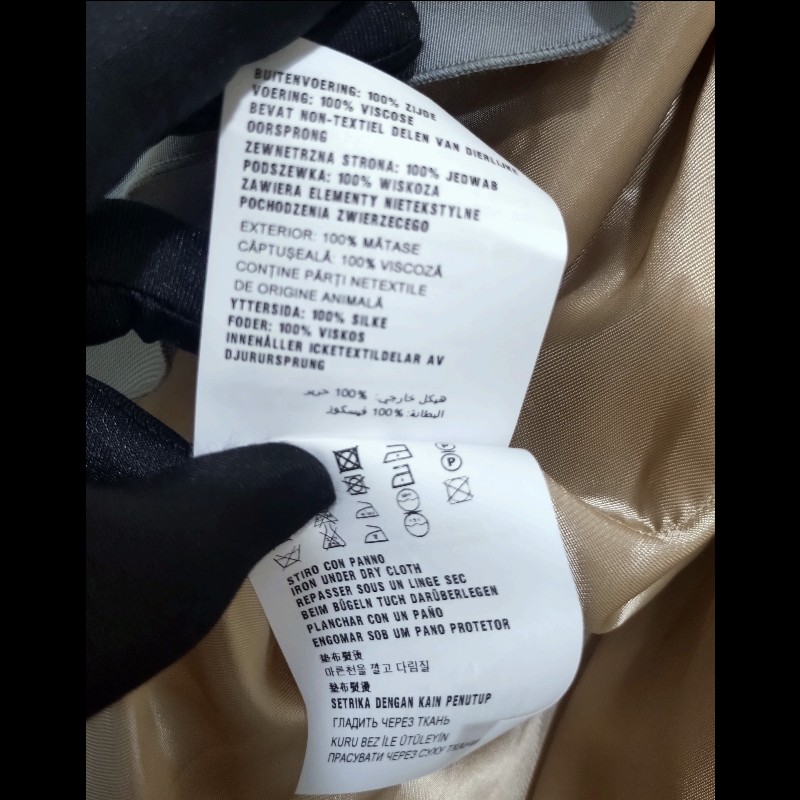 BUITENVOERING: 100% ZIJDE
VOERING: 100% VISCOSE
BEVAT NON-TEXTIEL DELEN VAN DIERLIJKE
OORSPRONG
ZEWNETRZNA STRONA: 100% JEDWAB
PODSZEWKA: 100% WISKOZA
ZAWIERA ELEMENTY NIETEKSTYLNE
POCHODZENIA ZWIERZECEGO
EXTERIOR: 100% MĂTASE
CĂPTUȘEALĂ: 100% VISCOZĂ
CONȚINE PĂRȚI NETEXTILE
DE ORIGINE ANIMALĂ
YTTERSIDA: 100% SILKE
FODER: 100% VISKOS
INNEHÅLLER ICKETEXTILDELAR AV
DJURURSPRUNG
هيكل خارجي: 100% حرير
البطانة: 100% فيسكوز
P
STIRO CON PANNO
IRON UNDER DRY CLOTH
REPASSER SOUS UN LINGE SEC
BEIM BÜGELN TUCH DARÜBERLEGEN
PLANCHAR CON UN PAÑO
ENGOMAR SOB UM PANO PROTETOR
垫布熨烫
마른천을 깔고 다림질
墊布熨燙
SETRIKA DENGAN KAIN PENUTUP
ГЛАДИТЬ ЧЕРЕЗ ТКАНЬ
KURU BEZ İLE ÜTÜLEYİN
ПРАСУВАТИ ЧЕРЕЗ СУХУ ТКАНИНУ